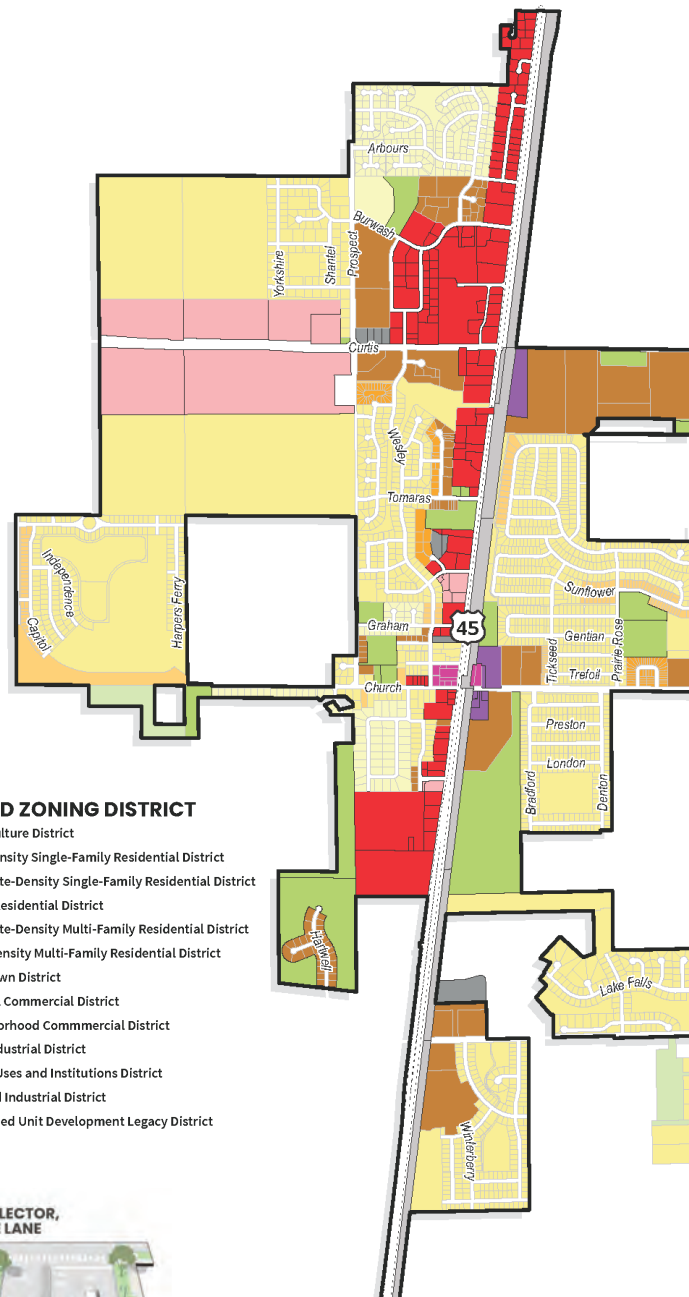 Arbours
Burwash
Yorkshire
Shantel
Prospect
Curtis
Wesley
Tomaras
Independence
Capitol
Harpers Ferry
Sunflower
Graham
45
Gentian
Tickseed
Prairie Rose
Trefoil
Church
Preston
London
Bradford
Denton
D ZONING DISTRICT
lture District
nsity Single-Family Residential District
te-Density Single-Family Residential District
esidential District
te-Density Multi-Family Residential District
ensity Multi-Family Residential District
wn District
l Commercial District
orhood Commmercial District
dustrial District
Uses and Institutions District
d Industrial District
ed Unit Development Legacy District
Hartwell
Lake Falls
Winterberry
LECTOR,
E LANE